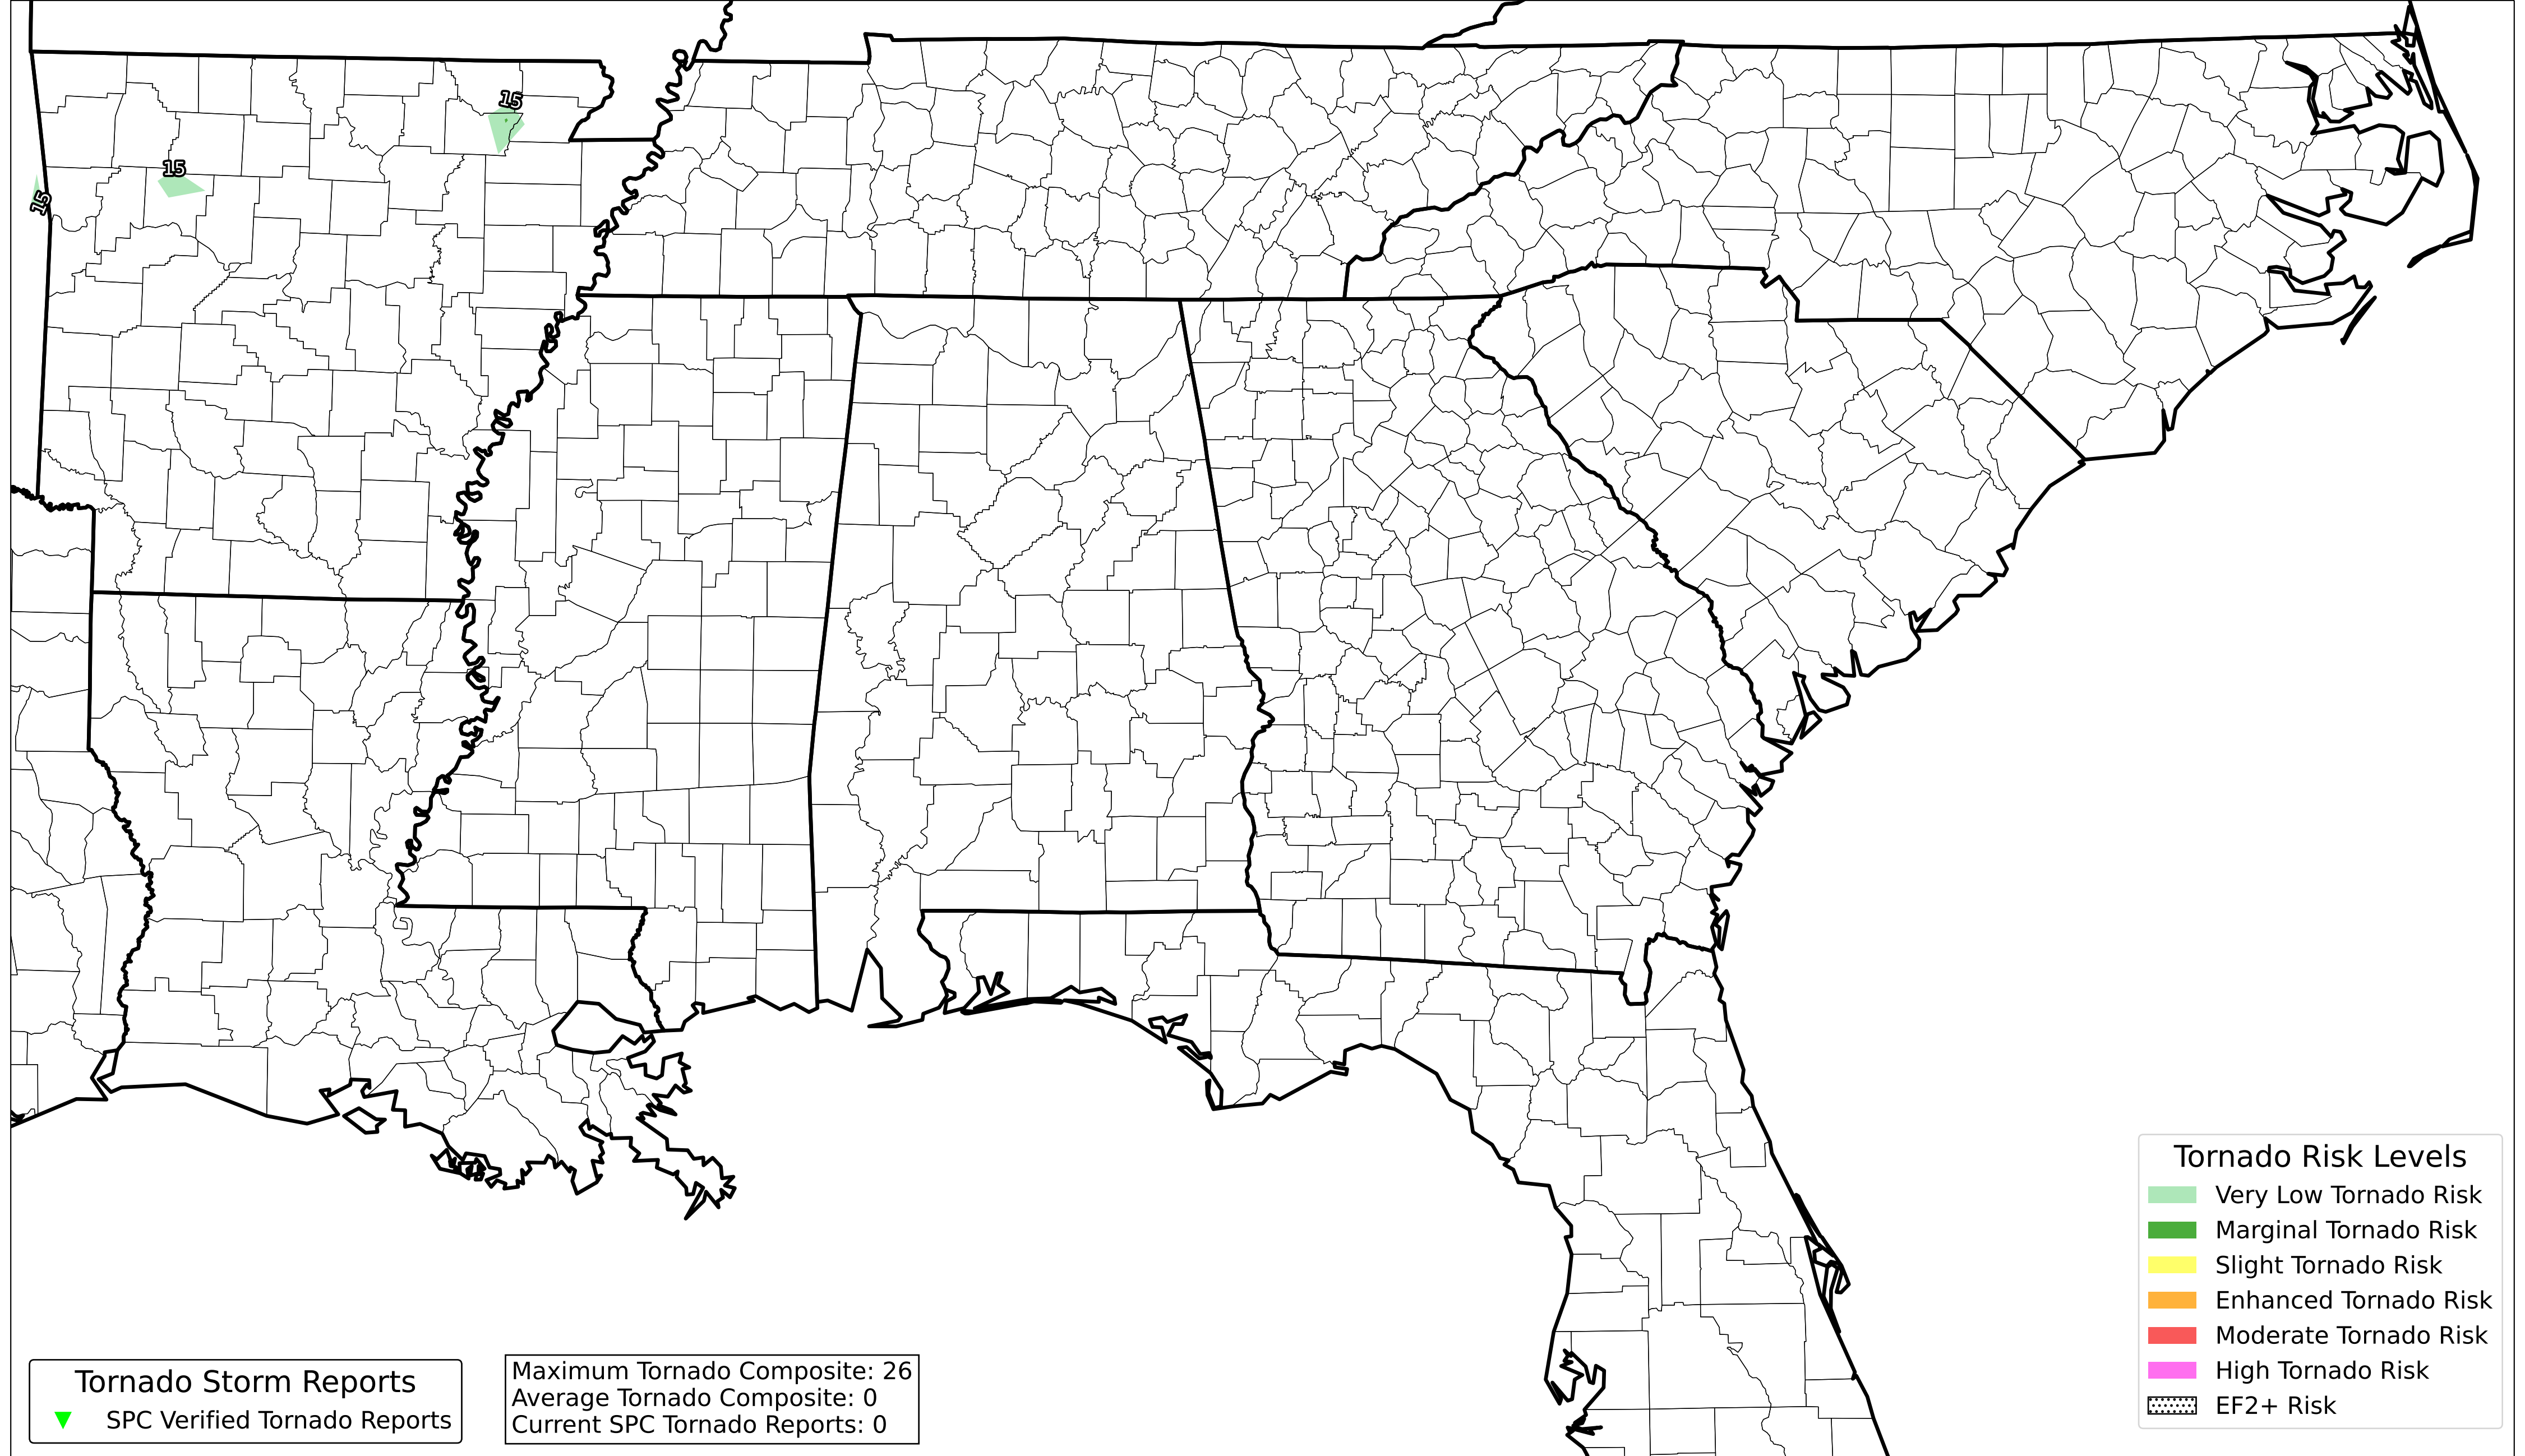 15
15
15
Tornado Risk Levels
Very Low Tornado Risk
Marginal Tornado Risk
Slight Tornado Risk
Enhanced Tornado Risk
Moderate Tornado Risk
High Tornado Risk
EF2+ Risk
Tornado Storm Reports
SPC Verified Tornado Reports
Maximum Tornado Composite: 26
Average Tornado Composite: 0
Current SPC Tornado Reports: 0